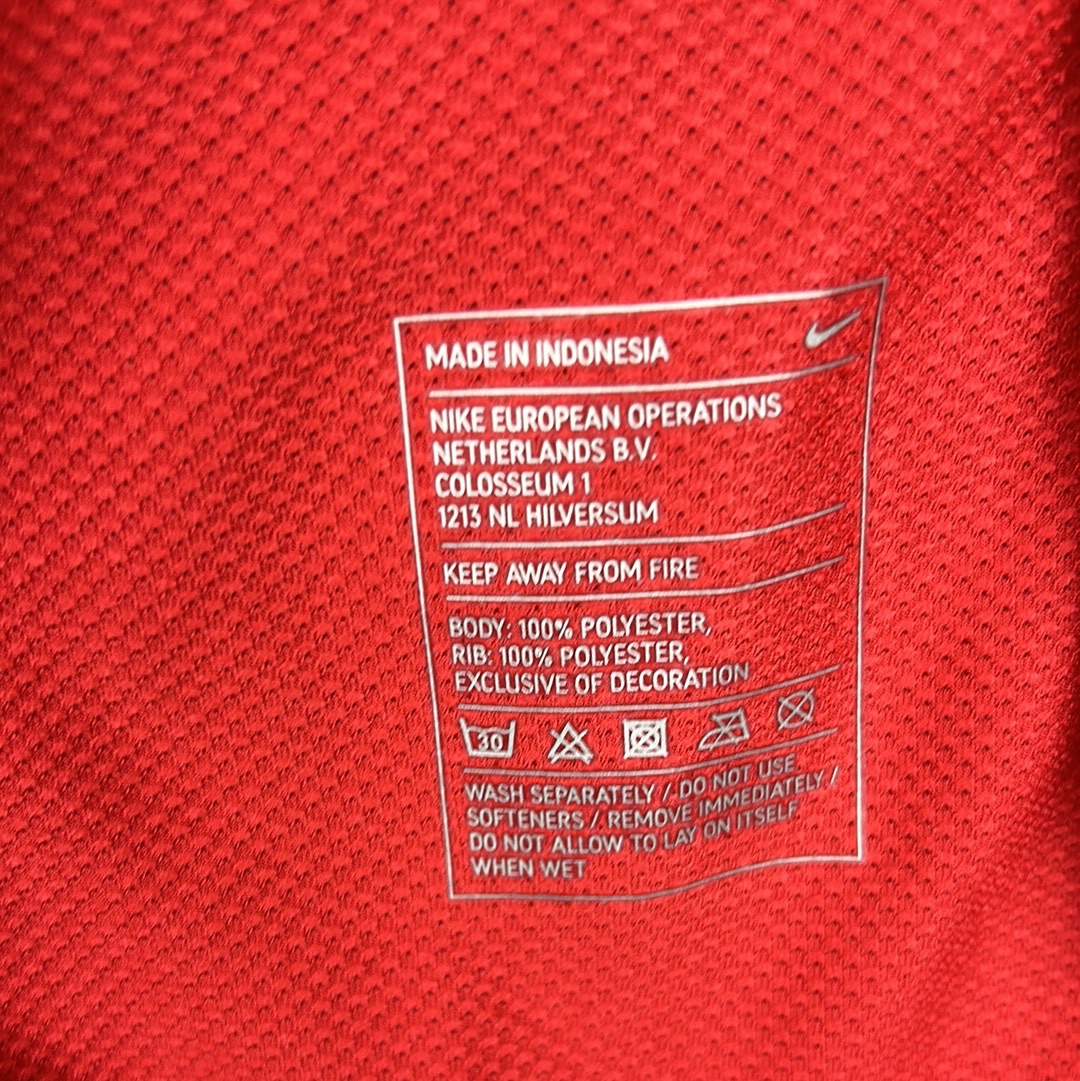 MADE IN INDONESIA
NIKE EUROPEAN OPERATIONS
NETHERLANDS B.V.
COLOSSEUM 1
1213 NL HILVERSUM
KEEP AWAY FROM FIRE
BODY: 100% POLYESTER,
RIB: 100% POLYESTER,
EXCLUSIVE OF DECORATION
30
WASH SEPARATELY / DO NOT USE
SOFTENERS / REMOVE IMMEDIATELY /
DO NOT ALLOW TO LAY ON ITSELF
WHEN WET